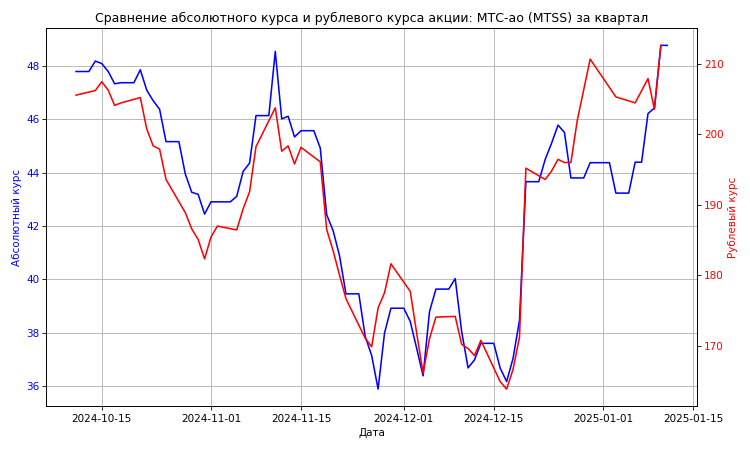 Сравнение абсолютного курса и рублевого курса акции: МТС-ао (MTSS) за квартал
Абсолютный курс
48
46
44
42
40
38
36
210
200
190
180
170
Рублевый курс
2024-10-15 2024-11-01 2024-11-15 2024-12-01 2024-12-15 2025-01-01 2025-01-15
Дата